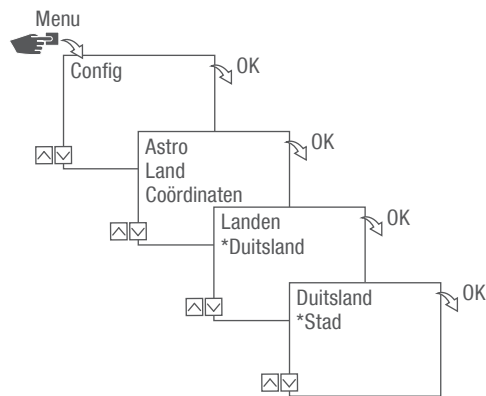 Menu
Config
OK
Astro
Land
Coördinaten
OK
Landen
*Duitsland
OK
Duitsland
*Stad
OK